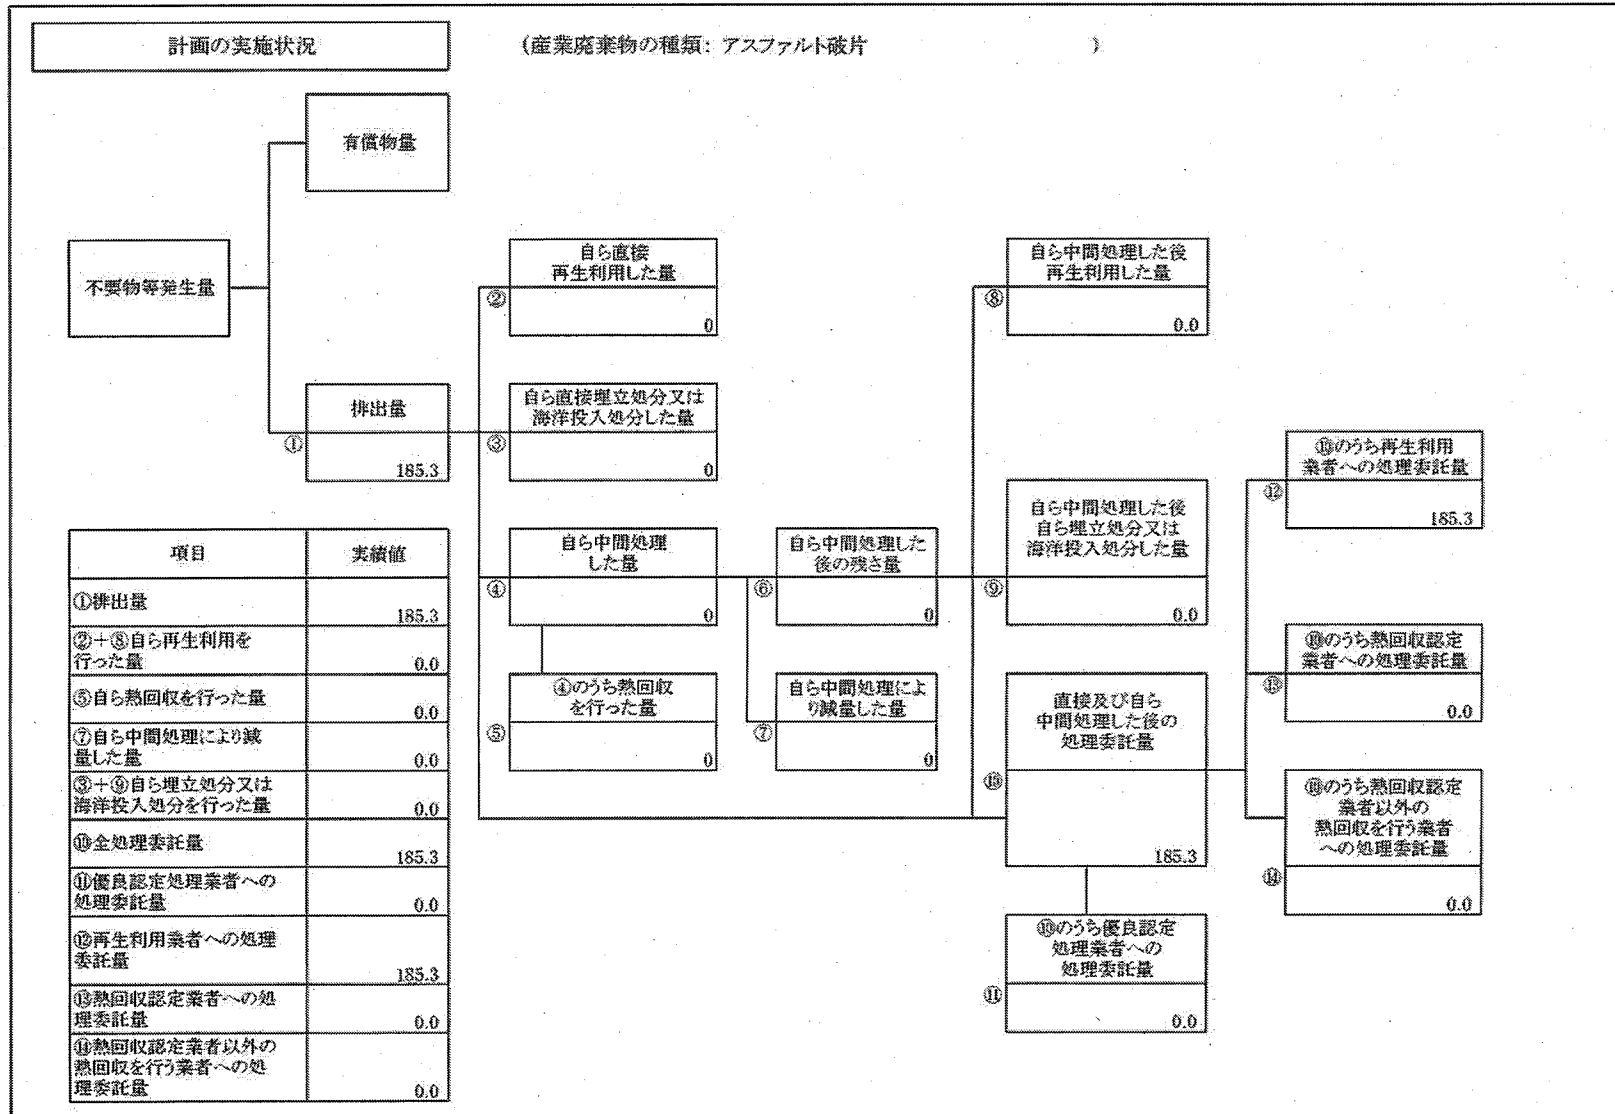 計画の実施状況
(産業廃棄物の種類: アスファルト破片 )
有償物量
不要物等発生量
自ら直接
再生利用した量
②
0
自ら中間処理した後
再生利用した量
⑧
0.0
排出量
①
185.3
自ら直接埋立処分又は
海洋投入処分した量
③
0
⑩のうち再生利用
業者への処理委託量
⑫
185.3
自ら中間処理
した量
④
0
自ら中間処理した
後の残さ量
⑥
0
自ら中間処理した後
自ら埋立処分又は
海洋投入処分した量
⑨
0.0
⑩のうち熱回収認定
業者への処理委託量
⑬
0.0
④のうち熱回収
を行った量
⑤
0
自ら中間処理によ
り減量した量
⑦
0
直接及び自ら
中間処理した後の
処理委託量
⑩
185.3
⑩のうち熱回収認定
業者以外の
熱回収を行う業者
への処理委託量
⑭
0.0
⑩のうち優良認定
処理業者への
処理委託量
⑪
0.0
項目 実績値
①排出量
185.3
②+⑧自ら再生利用を
行った量 0.0
⑤自ら熱回収を行った量
0.0
⑦自ら中間処理により減
量した量 0.0
③+⑨自ら埋立処分又は
海洋投入処分を行った量 0.0
⑩全処理委託量
185.3
⑪優良認定処理業者への
処理委託量 0.0
⑫再生利用業者への処理
委託量
185.3
⑬熱回収認定業者への処
理委託量 0.0
⑭熱回収認定業者以外の
熱回収を行う業者への処
理委託量 0.0